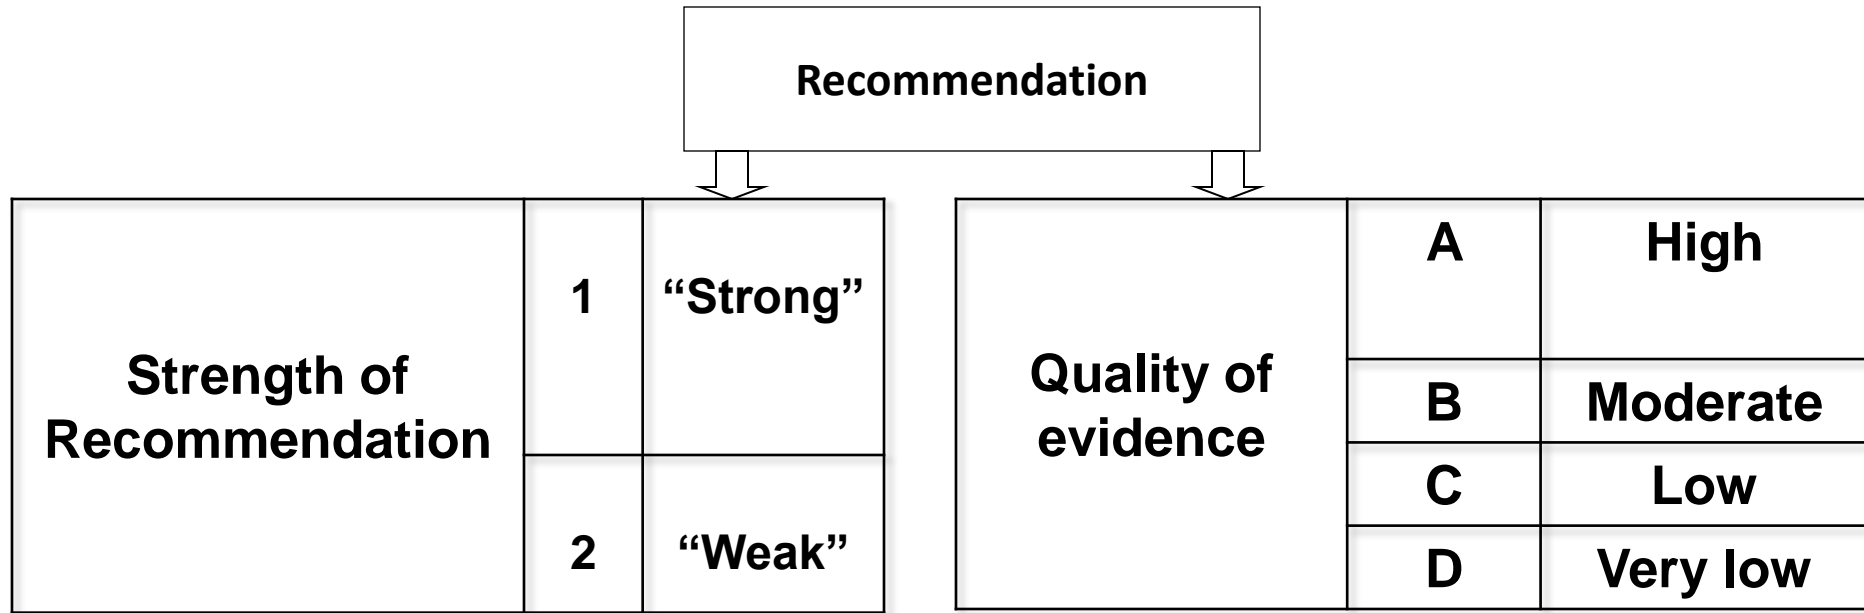 Recommendation
Strength of
Recommendation
1
“Strong”
2
“Weak”
Quality of
evidence
A
High
B
Moderate
C
Low
D
Very low